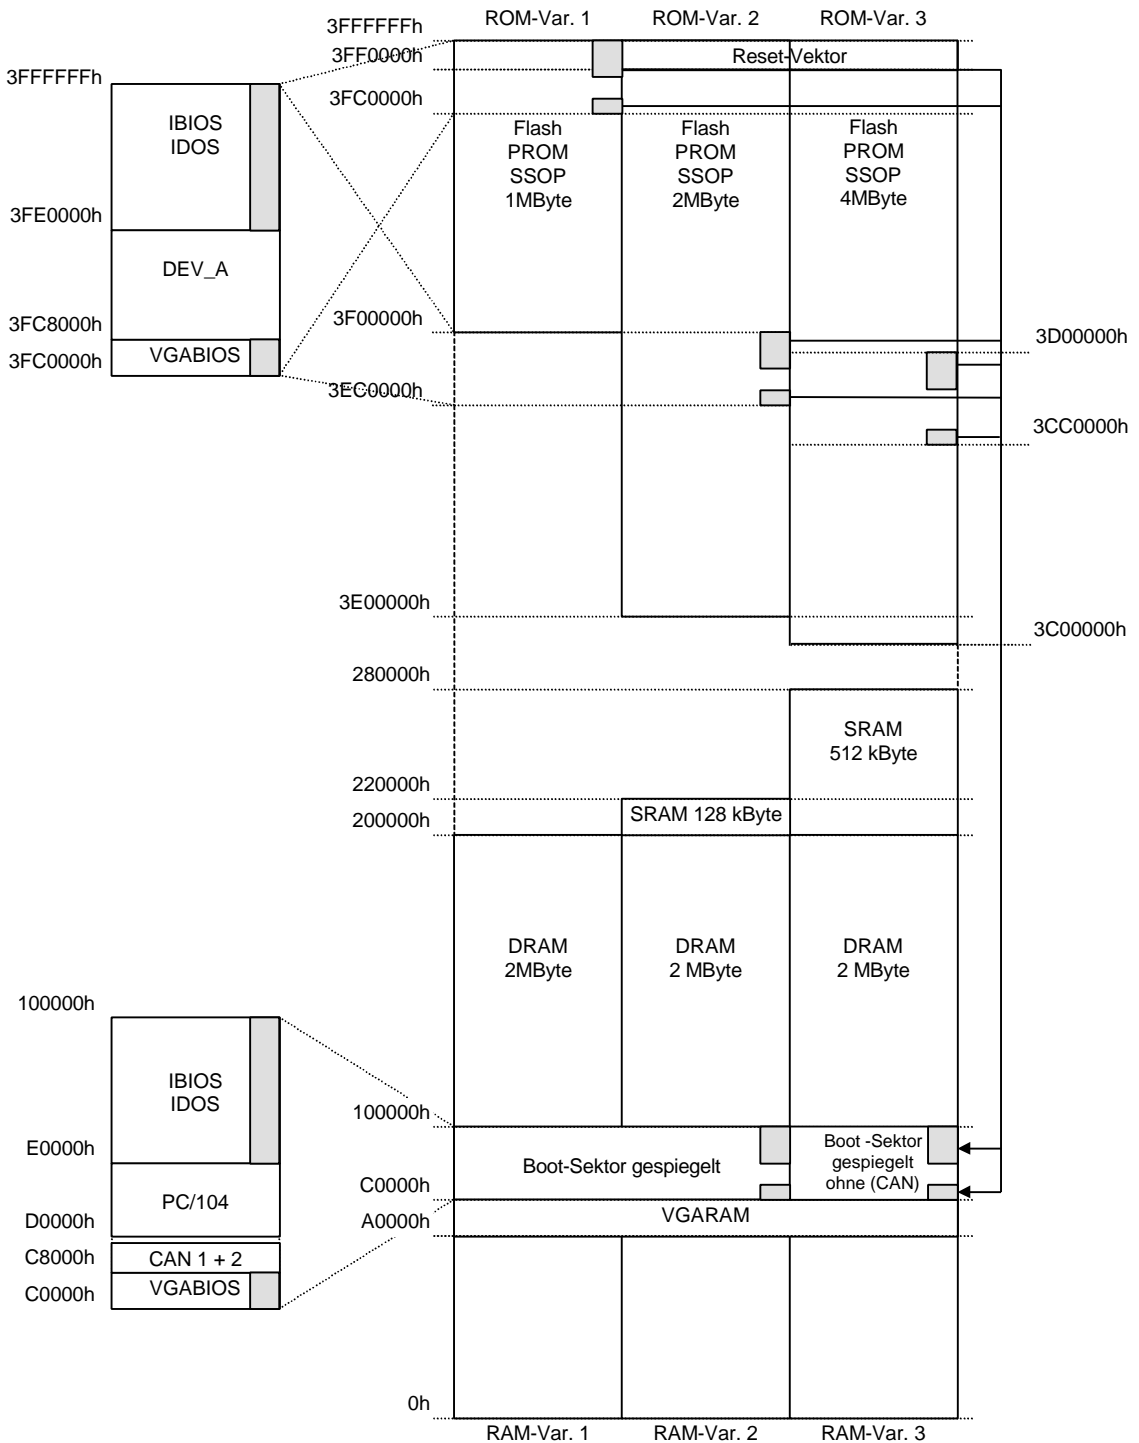 ROM-Var. 1
ROM-Var. 2
ROM-Var. 3
3FFFFFFh
3FF0000h
3FC0000h
Reset-Vektor
3FFFFFFh
IBIOS
IDOS
3FE0000h
DEV_A
3FC8000h
3FC0000h
VGABIOS
Flash
PROM
SSOP
1MByte
Flash
PROM
SSOP
2MByte
Flash
PROM
SSOP
4MByte
3F00000h
3EC0000h
3D00000h
3CC0000h
3E00000h
3C00000h
280000h
SRAM
512 kByte
220000h
SRAM 128 kByte
200000h
DRAM
2MByte
DRAM
2 MByte
DRAM
2 MByte
100000h
IBIOS
IDOS
E0000h
PC/104
D0000h
C8000h
CAN 1 + 2
C0000h
VGABIOS
100000h
Boot-Sektor gespiegelt
Boot -Sektor
gespiegelt
ohne (CAN)
C0000h
A0000h
VGARAM
0h
RAM-Var. 1
RAM-Var. 2
RAM-Var. 3